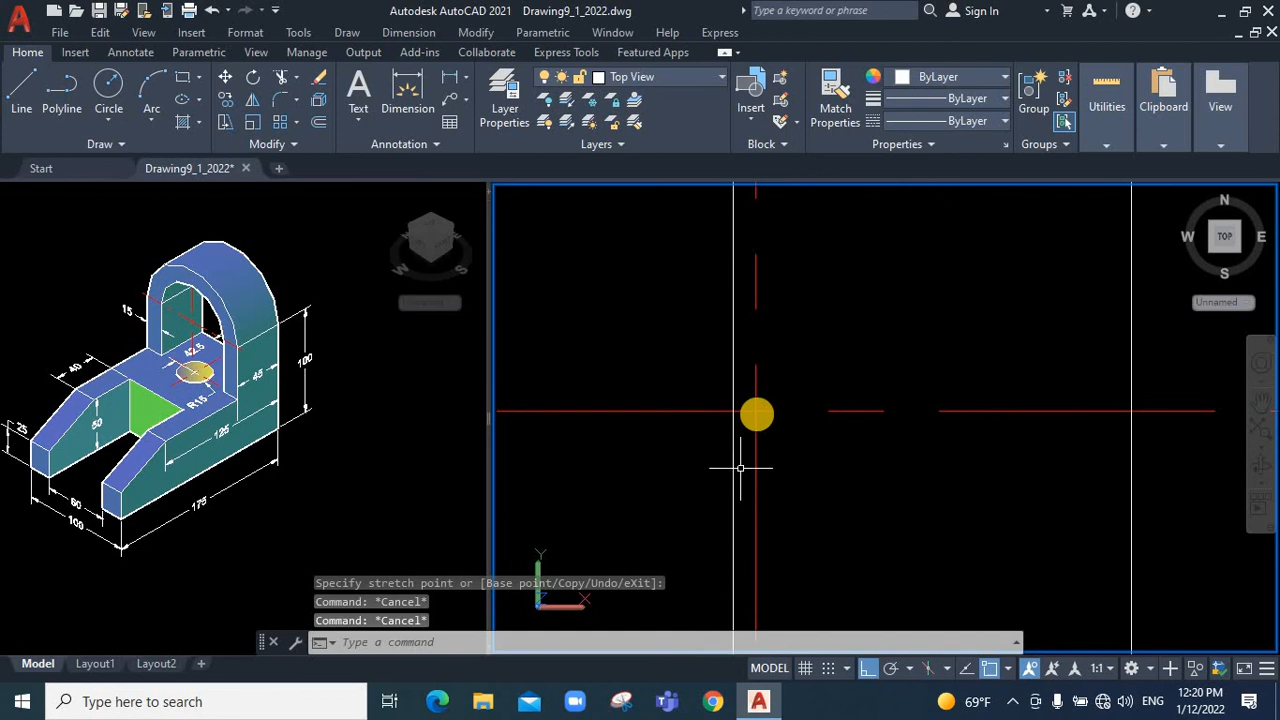 Autodesk AutoCAD 2021 Drawing9_1_2022.dwg
Type a keyword or phrase
Sign In
File Edit View Insert Format Tools Draw Dimension Modify Parametric Window Help Express
Home Insert Annotate Parametric View Manage Output Add-ins Collaborate Express Tools Featured Apps
Top View
ByLayer
ByLayer
ByLayer
Line Polyline Circle Arc
Text Dimension
Layer Properties
Insert
Match Properties
Group
Utilities
Clipboard
View
Draw Modify Annotation Layers Block Properties Groups
Start
Drawing9_1_2022*
N
W TOP E
S
Unnamed
W S
15
40
42.5
100
45
R15
25
50
125
60
100
175
Y
X
Specify stretch point or [Base point/Copy/Undo/eXit]:
Command: *Cancel*
Command: *Cancel*
Type a command
Model Layout1 Layout2
MODEL
1:1
Type here to search
69°F
ENG
12:20 PM
1/12/2022